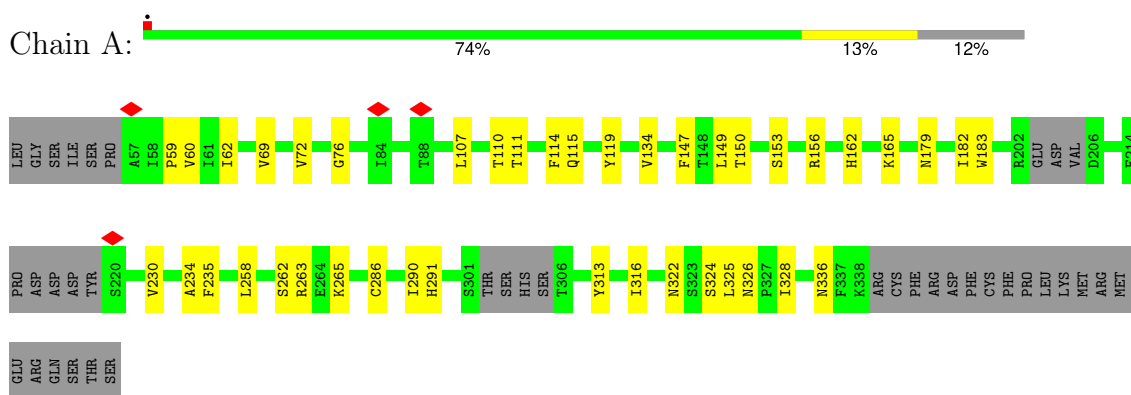 Chain A:
74% 13% 12%
LEU GLY SER ILE SER PRO A57 I58 P59 V60 I61 I62 V69 V72 G76 I84 T88 L107 T110 T111 F114 Q115 Y119 V134 F147 T148 L149 T150 S153 R156 H162 K165 N179 I182 W183 R202 GLU ASP VAL D206
PRO ASP ASP ASP TYR S220 V230 A234 F235 L258 S262 R263 E264 K265 C286 I290 H291 S301 THR SER HIS SER T306 Y313 I316 N322 S323 S324 L325 N326 P327 I328 N336 F337 K338 ARG CYS PHE ARG ASP PHE CYS PHE PRO LEU LYS MET ARG MET
GLU ARG GLN SER THR SER